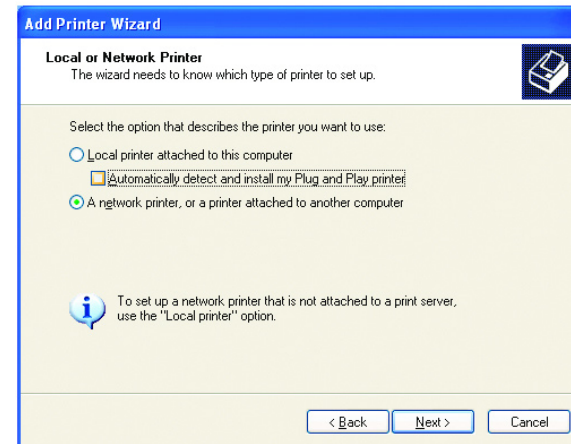 Add Printer Wizard
Local or Network Printer
The wizard needs to know which type of printer to set up.
Select the option that describes the printer you want to use:
Local printer attached to this computer
Automatically detect and install my Plug and Play printer
A network printer, or a printer attached to another computer
To set up a network printer that is not attached to a print server,
use the "Local printer" option.
< Back Next > Cancel